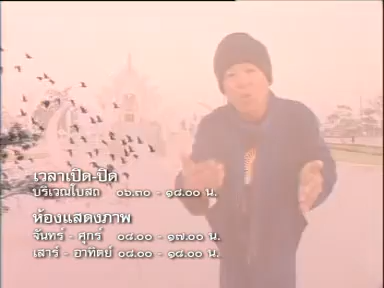 เวลาเปิด-ปิด
บริเวณโบสถ ๐๖.๓๐ - ๑๘.๐๐ น.
ห้องแสดงภาพ
จันทร์ - ศุกร์ ๐๘.๐๐ - ๑๗.๐๐ น.
เสาร์ - อาทิตย์ ๐๘.๐๐ - ๑๘.๐๐ น.